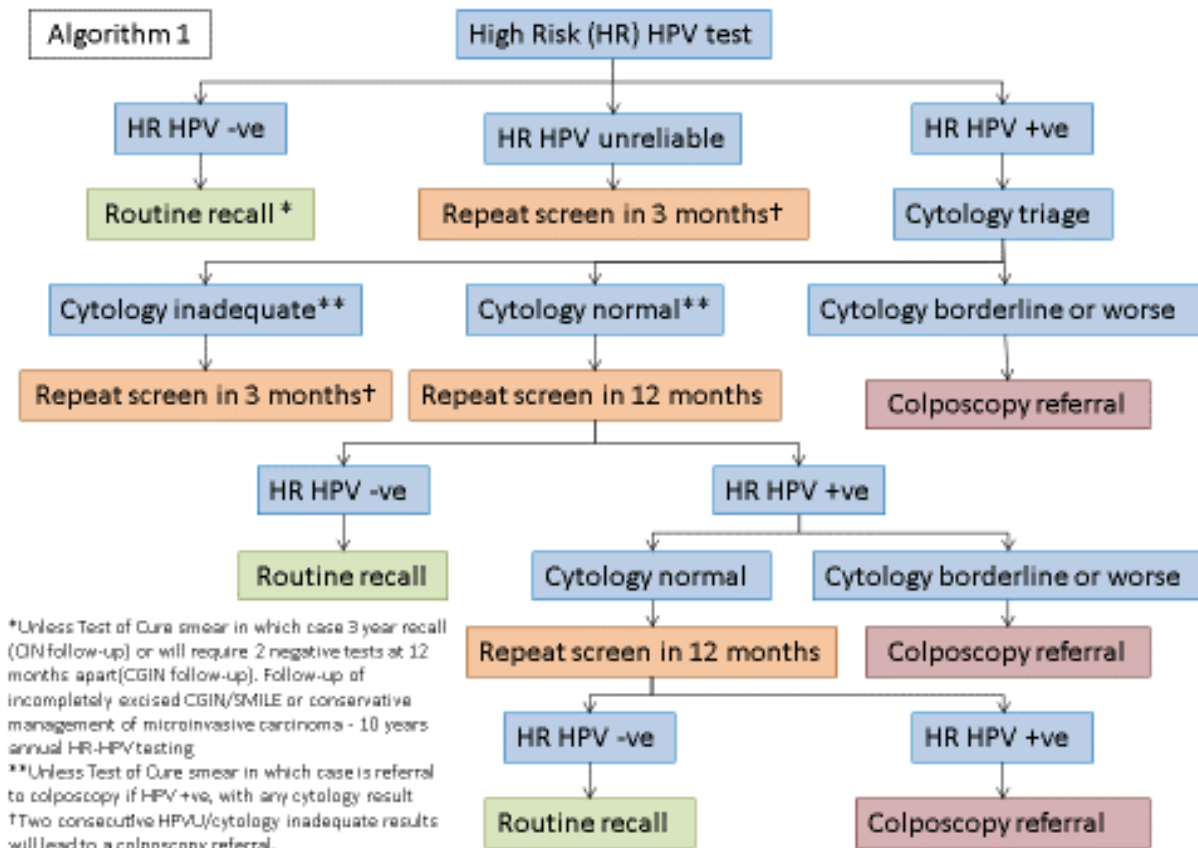 Algorithm 1
High Risk (HR) HPV test
HR HPV -ve
HR HPV unreliable
HR HPV +ve
Routine recall *
Repeat screen in 3 months†
Cytology triage
Cytology inadequate**
Cytology normal**
Cytology borderline or worse
Repeat screen in 3 months†
Repeat screen in 12 months
Colposcopy referral
HR HPV -ve
HR HPV +ve
Routine recall
Cytology normal
Cytology borderline or worse
Repeat screen in 12 months
Colposcopy referral
HR HPV -ve
HR HPV +ve
Routine recall
Colposcopy referral
*Unless Test of Cure smear in which case 3 year recall
(CIN follow-up) or will require 2 negative tests at 12
months apart(CGIN follow-up). Follow-up of
incompletely excised CGIN/SMILE or conservative
management of microinvasive carcinoma - 10 years
annual HR-HPV testing
**Unless Test of Cure smear in which case is referral
to colposcopy if HPV +ve, with any cytology result
†Two consecutive HPVU/cytology inadequate results
will lead to a colposcopy referral.